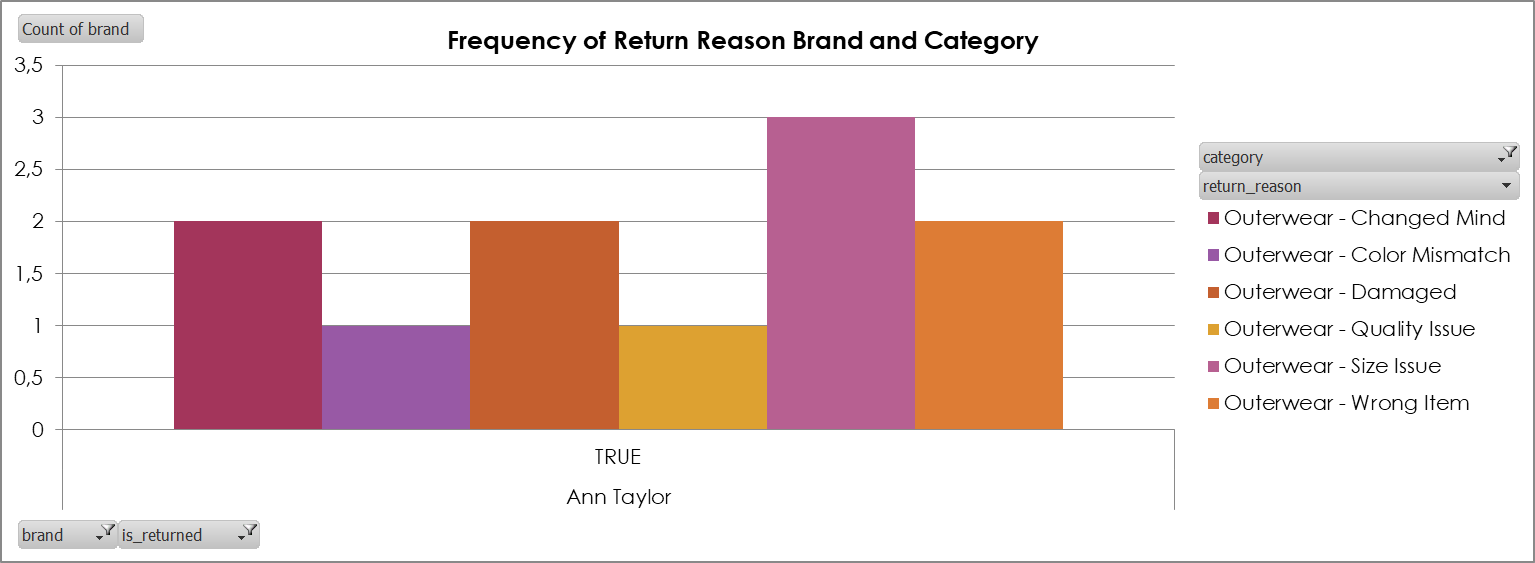 Count of brand
Frequency of Return Reason Brand and Category
3,5
3
2,5
2
1,5
1
0,5
0
TRUE
Ann Taylor
category
return_reason
Outerwear - Changed Mind
Outerwear - Color Mismatch
Outerwear - Damaged
Outerwear - Quality Issue
Outerwear - Size Issue
Outerwear - Wrong Item
brand
is_returned